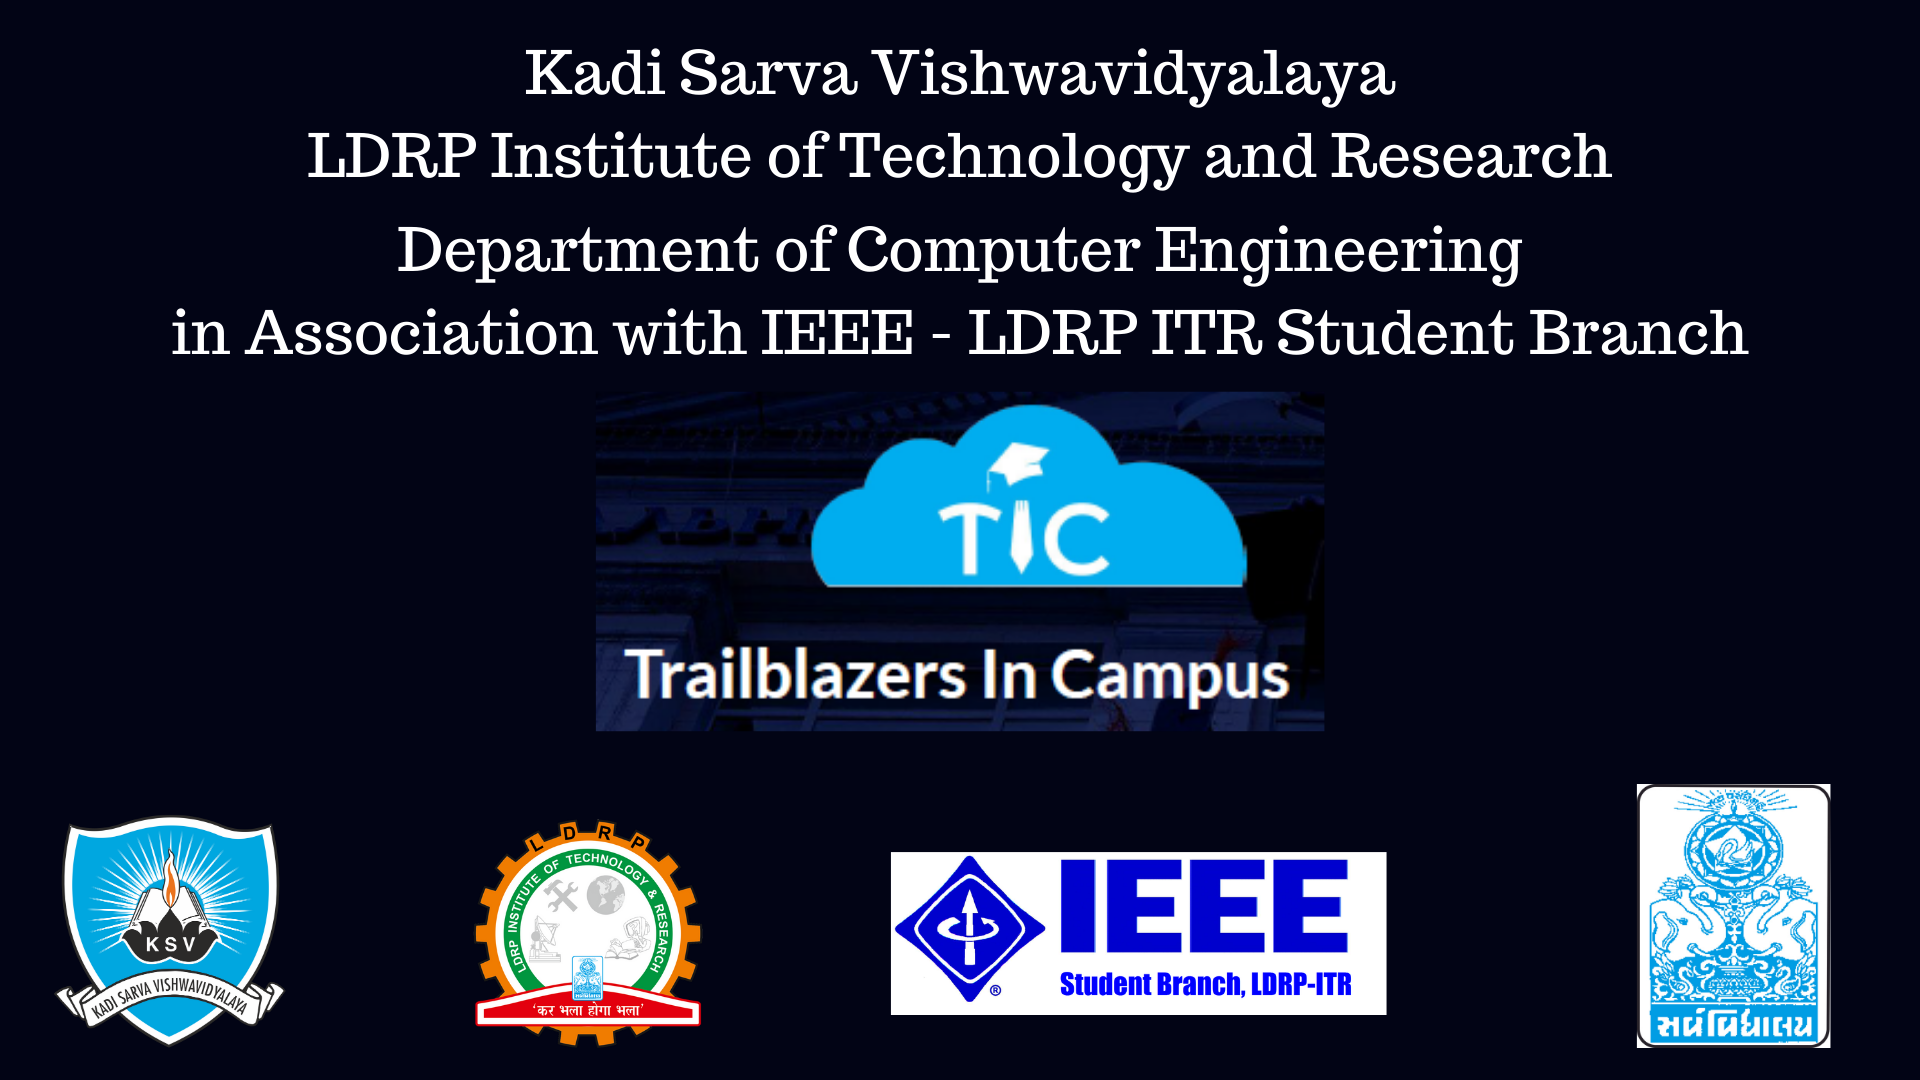 Kadi Sarva Vishwavidyalaya
LDRP Institute of Technology and Research
Department of Computer Engineering
in Association with IEEE - LDRP ITR Student Branch
TIC
Trailblazers In Campus
KSV
KADI SARVA VISHWAVIDYALAYA
LDRP
LDRP INSTITUTE OF TECHNOLOGY & RESEARCH
'कर भला होगा भला'
IEEE
®
Student Branch, LDRP-ITR
સર્વ વિદ્યાલય